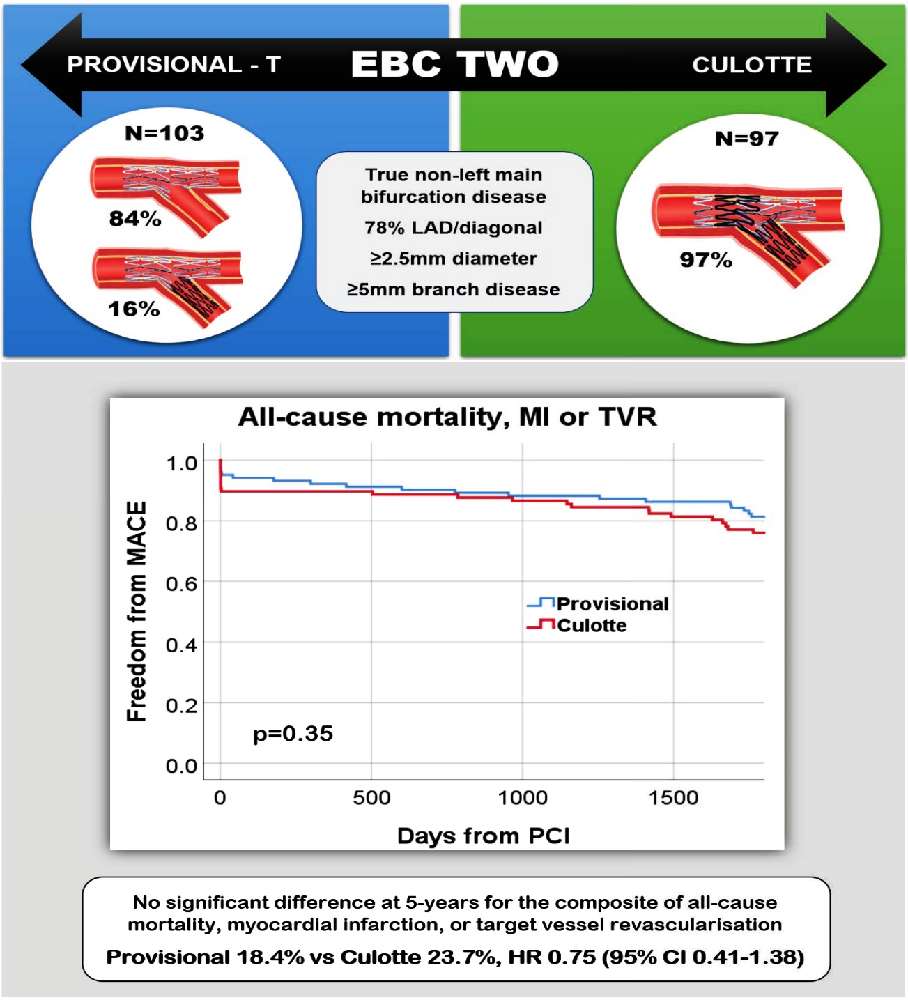 PROVISIONAL - T
EBC TWO
CULOTTE
N=103
84%
16%
True non-left main
bifurcation disease
78% LAD/diagonal
≥2.5mm diameter
≥5mm branch disease
N=97
97%
All-cause mortality, MI or TVR
Freedom from MACE
1.0
0.8
0.6
0.4
0.2
0.0
Provisional
Culotte
p=0.35
0
500
1000
1500
Days from PCI
No significant difference at 5-years for the composite of all-cause
mortality, myocardial infarction, or target vessel revascularisation
Provisional 18.4% vs Culotte 23.7%, HR 0.75 (95% CI 0.41-1.38)